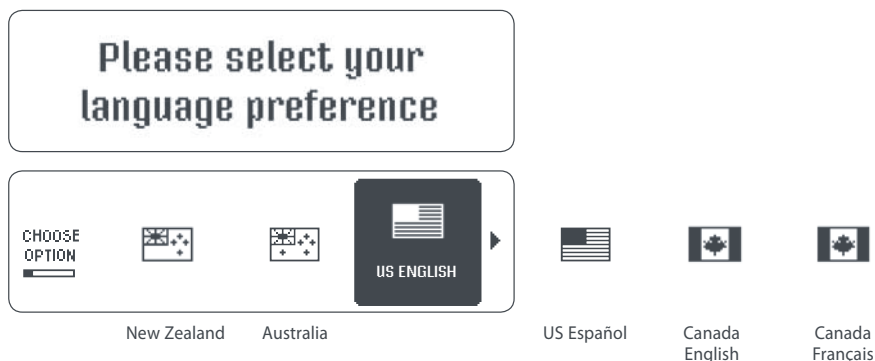 Please select your
language preference
CHOOSE
OPTION
US ENGLISH
New Zealand
Australia
US Español
Canada
English
Canada
Français